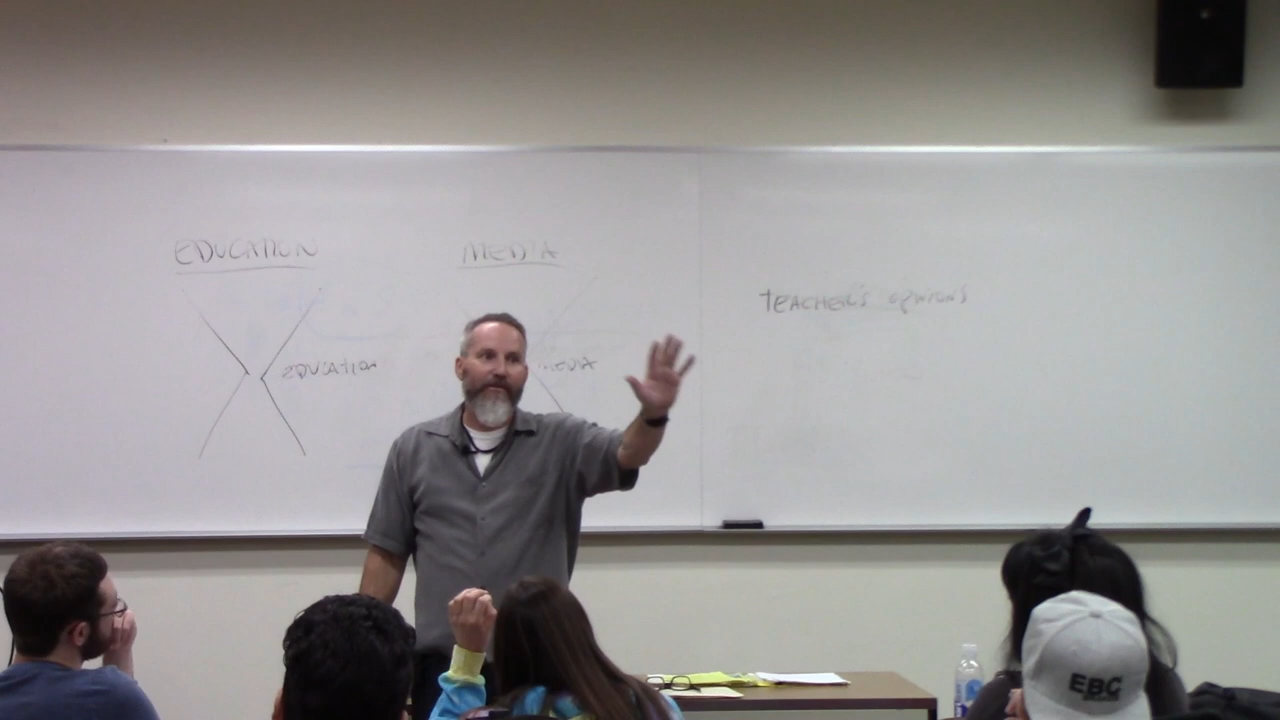 EDUCATION
MEDIA
TEACHER'S OPINIONS
EDUCATION
MEDIA
EBC